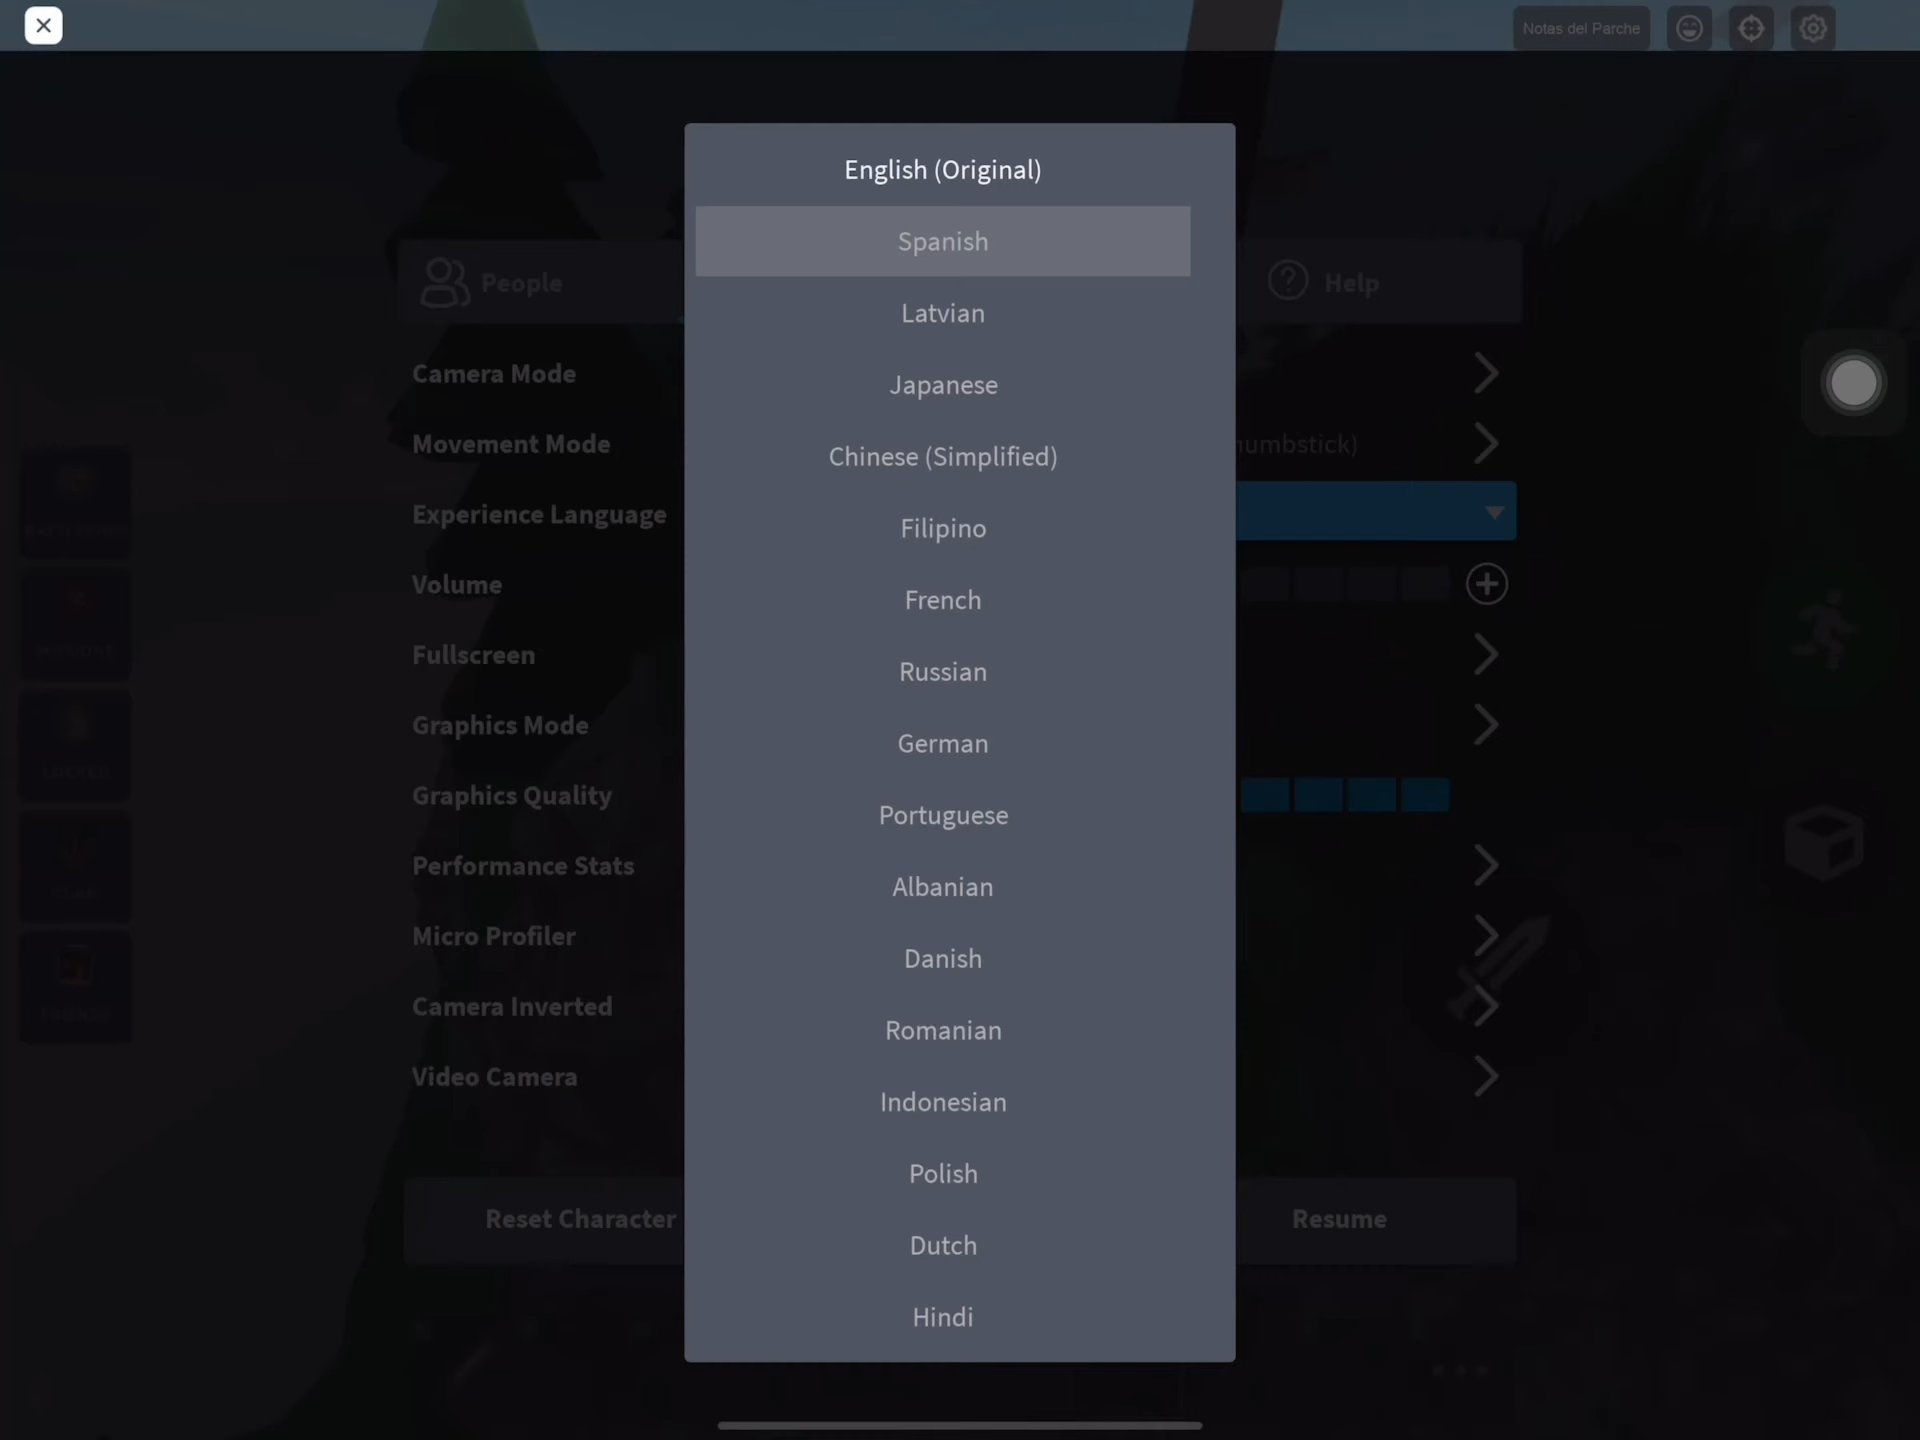 Notas del Parche
English (Original)
Spanish
Latvian
Japanese
Chinese (Simplified)
Filipino
French
Russian
German
Portuguese
Albanian
Danish
Romanian
Indonesian
Polish
Dutch
Hindi
People
Help
Camera Mode
Movement Mode
humbstick)
Experience Language
Volume
Fullscreen
Graphics Mode
Graphics Quality
Performance Stats
Micro Profiler
Camera Inverted
Video Camera
Reset Character
Resume
LOCKER